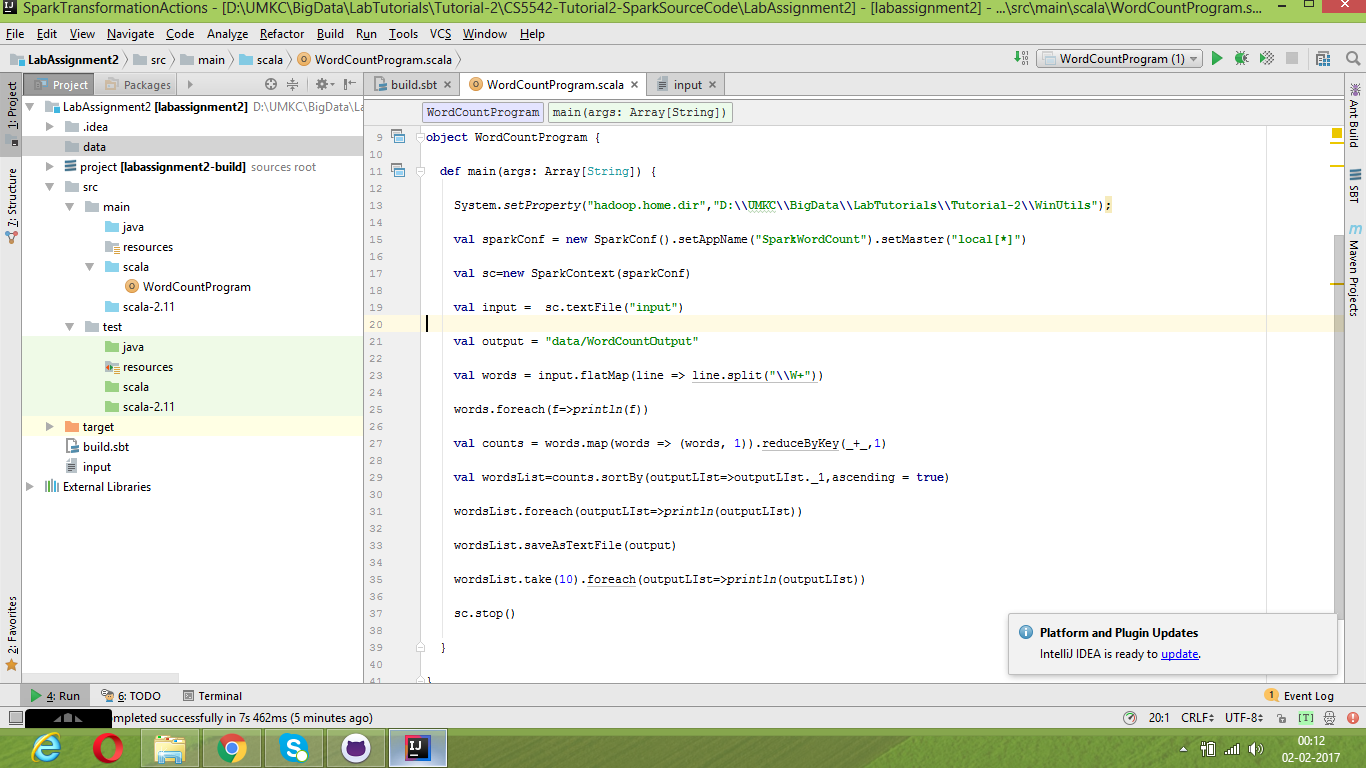 SparkTransformationActions - [D:\UMKC\BigData\LabTutorials\Tutorial-2\CS5542-Tutorial2-SparkSourceCode\LabAssignment2] - [labassignment2] - ...\src\main\scala\WordCountProgram.s...
File Edit View Navigate Code Analyze Refactor Build Run Tools VCS Window Help
LabAssignment2 src main scala WordCountProgram.scala
WordCountProgram (1)
Project Packages
build.sbt WordCountProgram.scala input
1: Project
7: Structure
2: Favorites
LabAssignment2 [labassignment2] D:\UMKC\BigData\La
.idea
data
project [labassignment2-build] sources root
src
main
java
resources
scala
WordCountProgram
scala-2.11
test
java
resources
scala
scala-2.11
target
build.sbt
input
External Libraries
WordCountProgram main(args: Array[String])
9 object WordCountProgram {
10
11 def main(args: Array[String]) {
12
13 System.setProperty("hadoop.home.dir","D:\\UMKC\\BigData\\LabTutorials\\Tutorial-2\\WinUtils");
14
15 val sparkConf = new SparkConf().setAppName("SparkWordCount").setMaster("local[*]")
16
17 val sc=new SparkContext(sparkConf)
18
19 val input =  sc.textFile("input")
20
21 val output = "data/WordCountOutput"
22
23 val words = input.flatMap(line => line.split("\\W+"))
24
25 words.foreach(f=>println(f))
26
27 val counts = words.map(words => (words, 1)).reduceByKey(_+_,1)
28
29 val wordsList=counts.sortBy(outputLIst=>outputLIst._1,ascending = true)
30
31 wordsList.foreach(outputLIst=>println(outputLIst))
32
33 wordsList.saveAsTextFile(output)
34
35 wordsList.take(10).foreach(outputLIst=>println(outputLIst))
36
37 sc.stop()
38
39 }
40
41 }
Ant Build
SBT
m Maven Projects
Platform and Plugin Updates
IntelliJ IDEA is ready to update.
4: Run 6: TODO Terminal
1 Event Log
mpleted successfully in 7s 462ms (5 minutes ago)
20:1 CRLF UTF-8 [T]
IJ
00:12
02-02-2017